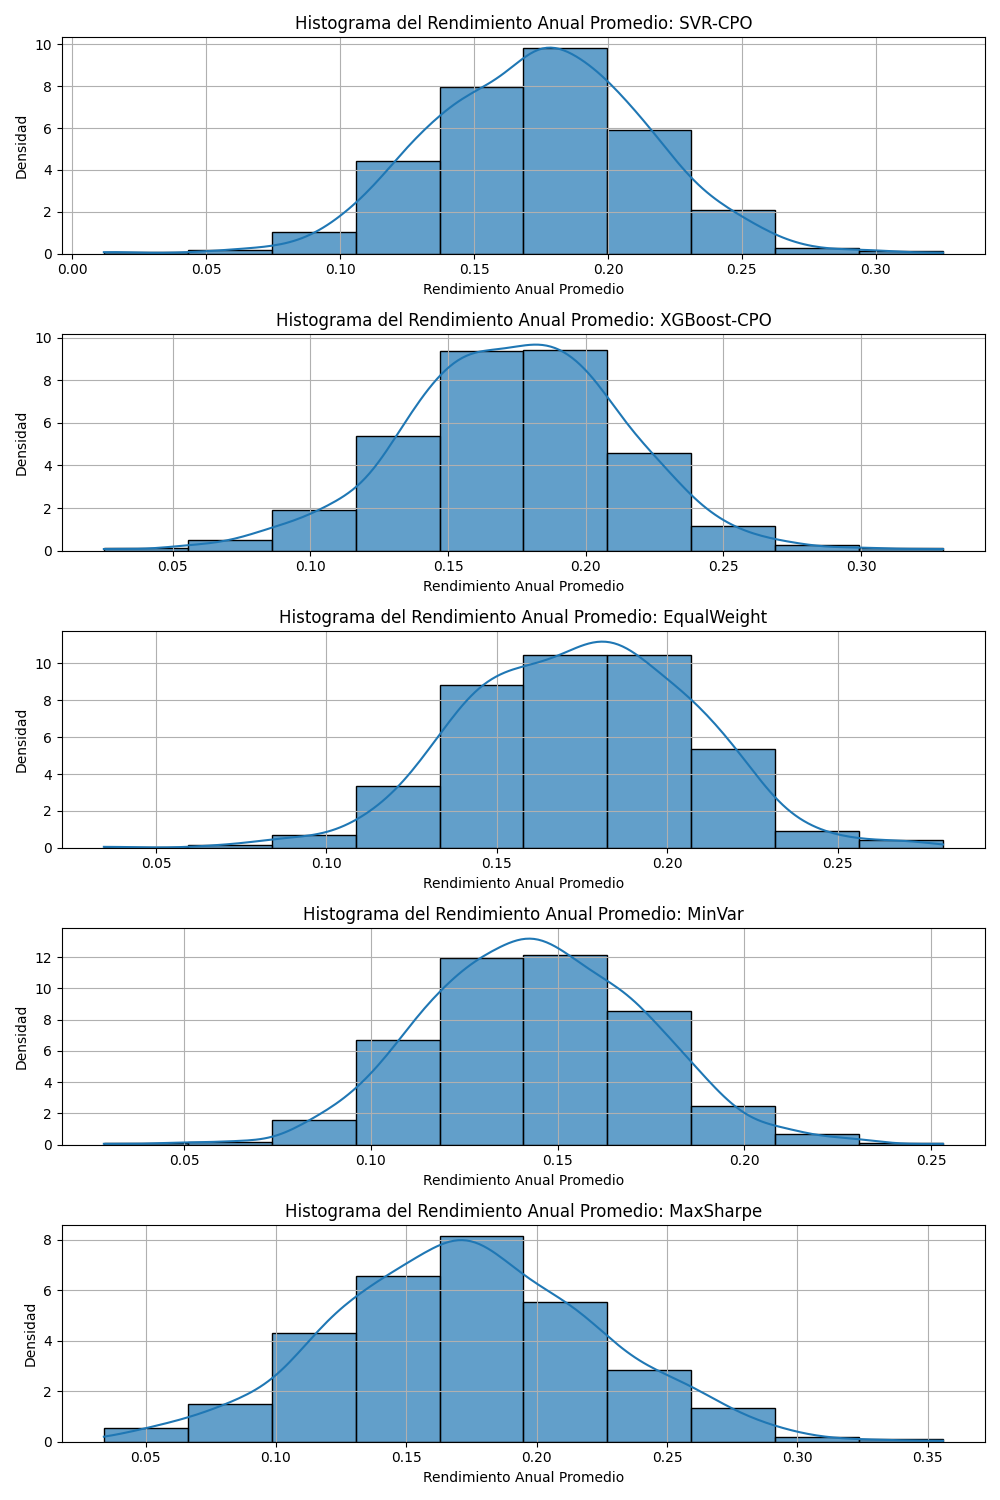 Histograma del Rendimiento Anual Promedio: SVR-CPO
10
8
6
4
2
0
Densidad
0.00 0.05 0.10 0.15 0.20 0.25 0.30
Rendimiento Anual Promedio
Histograma del Rendimiento Anual Promedio: XGBoost-CPO
10
8
6
4
2
0
Densidad
0.05 0.10 0.15 0.20 0.25 0.30
Rendimiento Anual Promedio
Histograma del Rendimiento Anual Promedio: EqualWeight
10
8
6
4
2
0
Densidad
0.05 0.10 0.15 0.20 0.25
Rendimiento Anual Promedio
Histograma del Rendimiento Anual Promedio: MinVar
12
10
8
6
4
2
0
Densidad
0.05 0.10 0.15 0.20 0.25
Rendimiento Anual Promedio
Histograma del Rendimiento Anual Promedio: MaxSharpe
8
6
4
2
0
Densidad
0.05 0.10 0.15 0.20 0.25 0.30 0.35
Rendimiento Anual Promedio